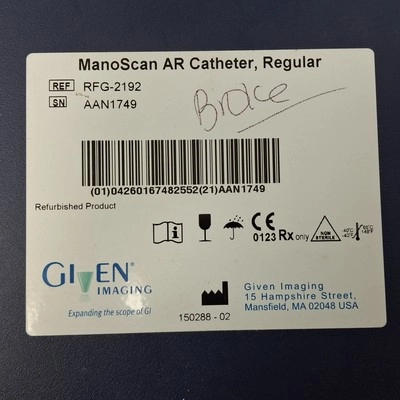 ManoScan AR Catheter, Regular
REF RFG-2192
SN AAN1749
Broke
(01)04260167482552(21)AAN1749
Refurbished Product
CE 0123 Rx only
NON STERILE
GIVEN IMAGING
Expanding the scope of GI
Given Imaging
15 Hampshire Street,
Mansfield, MA 02048 USA
150288 - 02